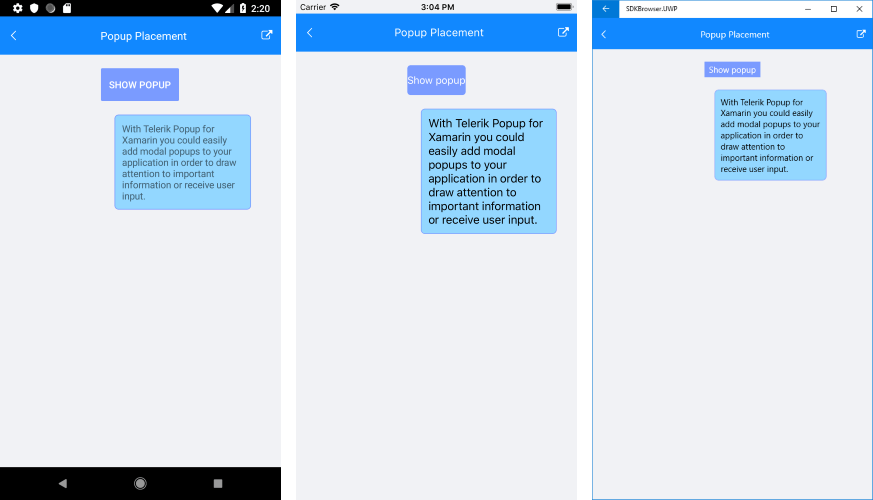 2:20
Popup Placement
SHOW POPUP
With Telerik Popup for
Xamarin you could easily
add modal popups to your
application in order to draw
attention to important
information or receive user
input.
Carrier 3:04 PM
Popup Placement
Show popup
With Telerik Popup for
Xamarin you could
easily add modal
popups to your
application in order to
draw attention to
important information
or receive user input.
SDKBrowser.UWP
Popup Placement
Show popup
With Telerik Popup for
Xamarin you could easily
add modal popups to your
application in order to
draw attention to
important information or
receive user input.